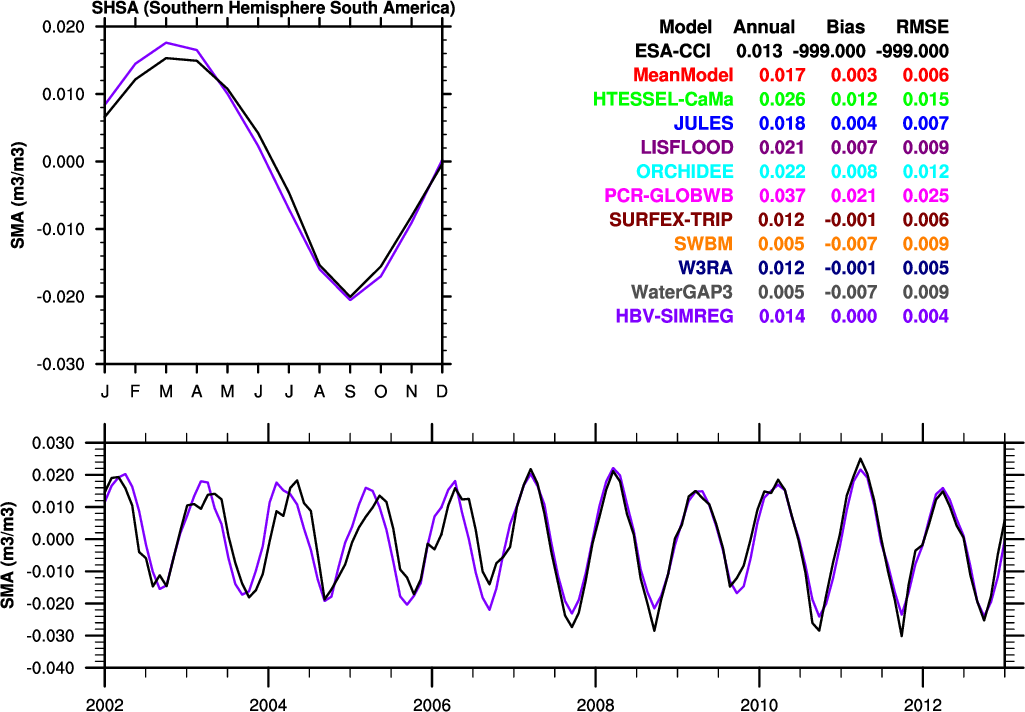 SHSA (Southern Hemisphere South America)
0.020
0.010
0.000
-0.010
-0.020
-0.030
SMA (m3/m3)
J F M A M J J A S O N D
Model Annual Bias RMSE
ESA-CCI 0.013 -999.000 -999.000
MeanModel 0.017 0.003 0.006
HTESSEL-CaMa 0.026 0.012 0.015
JULES 0.018 0.004 0.007
LISFLOOD 0.021 0.007 0.009
ORCHIDEE 0.022 0.008 0.012
PCR-GLOBWB 0.037 0.021 0.025
SURFEX-TRIP 0.012 -0.001 0.006
SWBM 0.005 -0.007 0.009
W3RA 0.012 -0.001 0.005
WaterGAP3 0.005 -0.007 0.009
HBV-SIMREG 0.014 0.000 0.004
0.030
0.020
0.010
0.000
-0.010
-0.020
-0.030
-0.040
SMA (m3/m3)
2002 2004 2006 2008 2010 2012